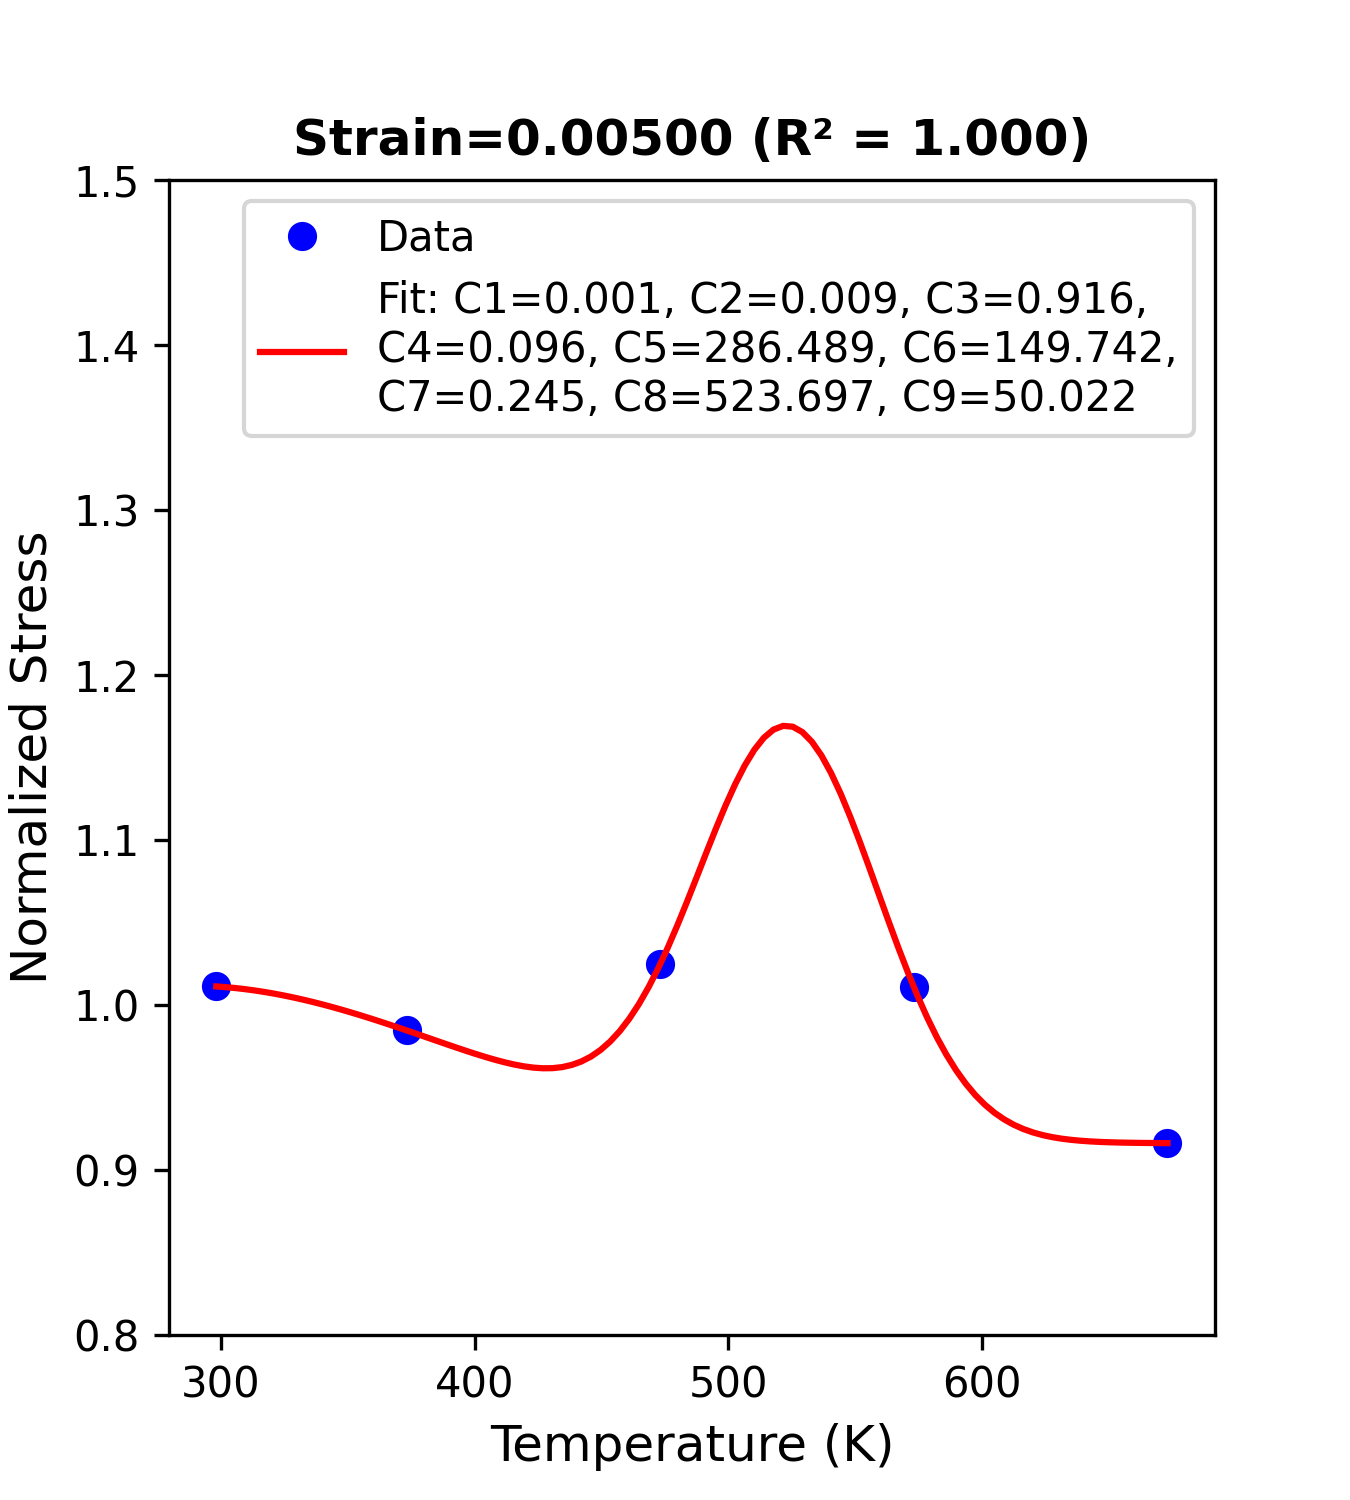 Strain=0.00500 (R² = 1.000)
1.5
1.4
1.3
1.2
1.1
1.0
0.9
0.8
Normalized Stress
Data
Fit: C1=0.001, C2=0.009, C3=0.916,
C4=0.096, C5=286.489, C6=149.742,
C7=0.245, C8=523.697, C9=50.022
300 400 500 600
Temperature (K)